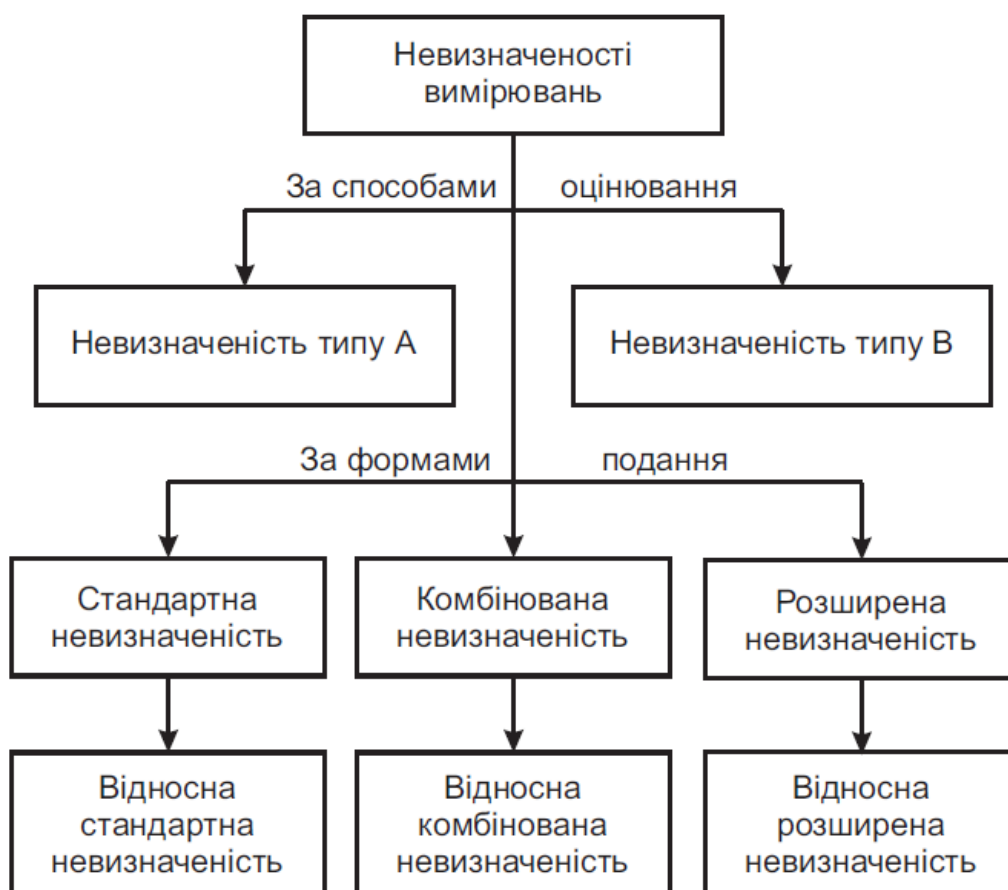 Невизначеності
вимірювань
За способами оцінювання
Невизначеність типу А
Невизначеність типу В
За формами подання
Стандартна
невизначеність
Комбінована
невизначеність
Розширена
невизначеність
Відносна
стандартна
невизначеність
Відносна
комбінована
невизначеність
Відносна
розширена
невизначеність